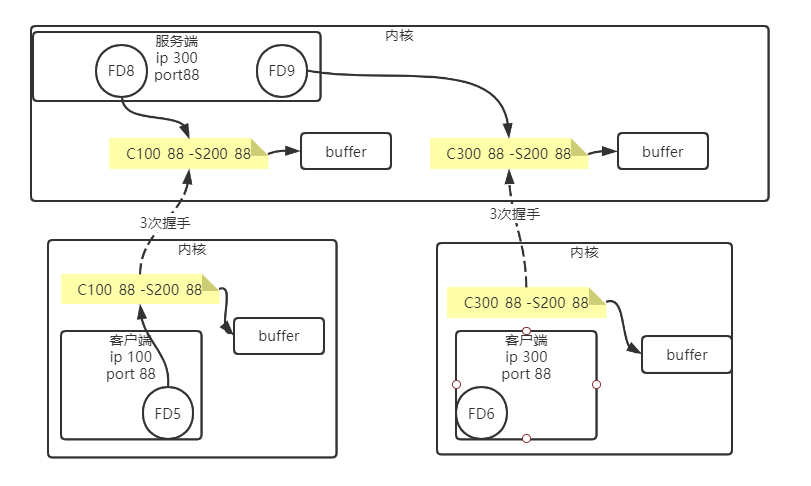 内核
服务端
ip 300
port88
FD8
FD9
C100 88 -S200 88
buffer
C300 88 -S200 88
buffer
3次握手
3次握手
内核
C100 88 -S200 88
buffer
客户端
ip 100
port 88
FD5
内核
C300 88 -S200 88
buffer
客户端
ip 300
port 88
FD6